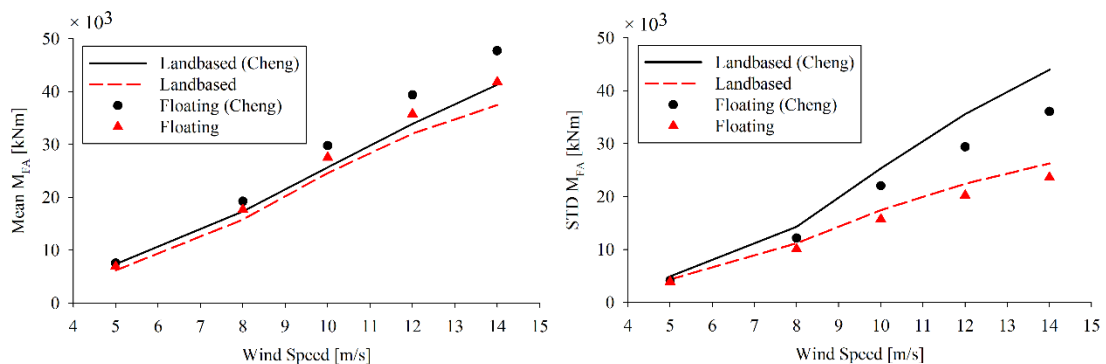 × 10³
50
40
30
20
10
0
Mean M_FA [kNm]
Landbased (Cheng)
Landbased
Floating (Cheng)
Floating
4 5 6 7 8 9 10 11 12 13 14 15
Wind Speed [m/s]
× 10³
50
40
30
20
10
0
STD M_FA [kNm]
Landbased (Cheng)
Landbased
Floating (Cheng)
Floating
4 5 6 7 8 9 10 11 12 13 14 15
Wind Speed [m/s]